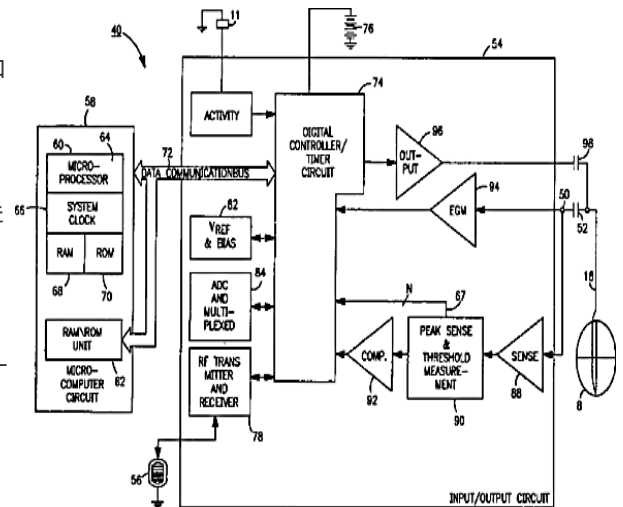 40
11
76
54
74
ACTIVITY
DIGITAL
CONTROLLER/
TIMER
CIRCUIT
96
OUT-
PUT
98
58
60
64
MICRO-
PROCESSOR
72
DATA COMMUNICATIONBUS
66
SYSTEM
CLOCK
RAM
ROM
68
70
94
EGM
50
52
82
VREF
& BIAS
84
ADC
AND
MULTI-
PLEXED
16
N
67
PEAK SENSE
&
THRESHOLD
MEASURE-
MENT
90
COMP.
92
SENSE
88
8
RAM\ROM
UNIT
MICRO-
COMPUTER
CIRCUIT
62
RF TRANS
MITTER
AND
RECEIVER
78
56
INPUT/OUTPUT CIRCUIT